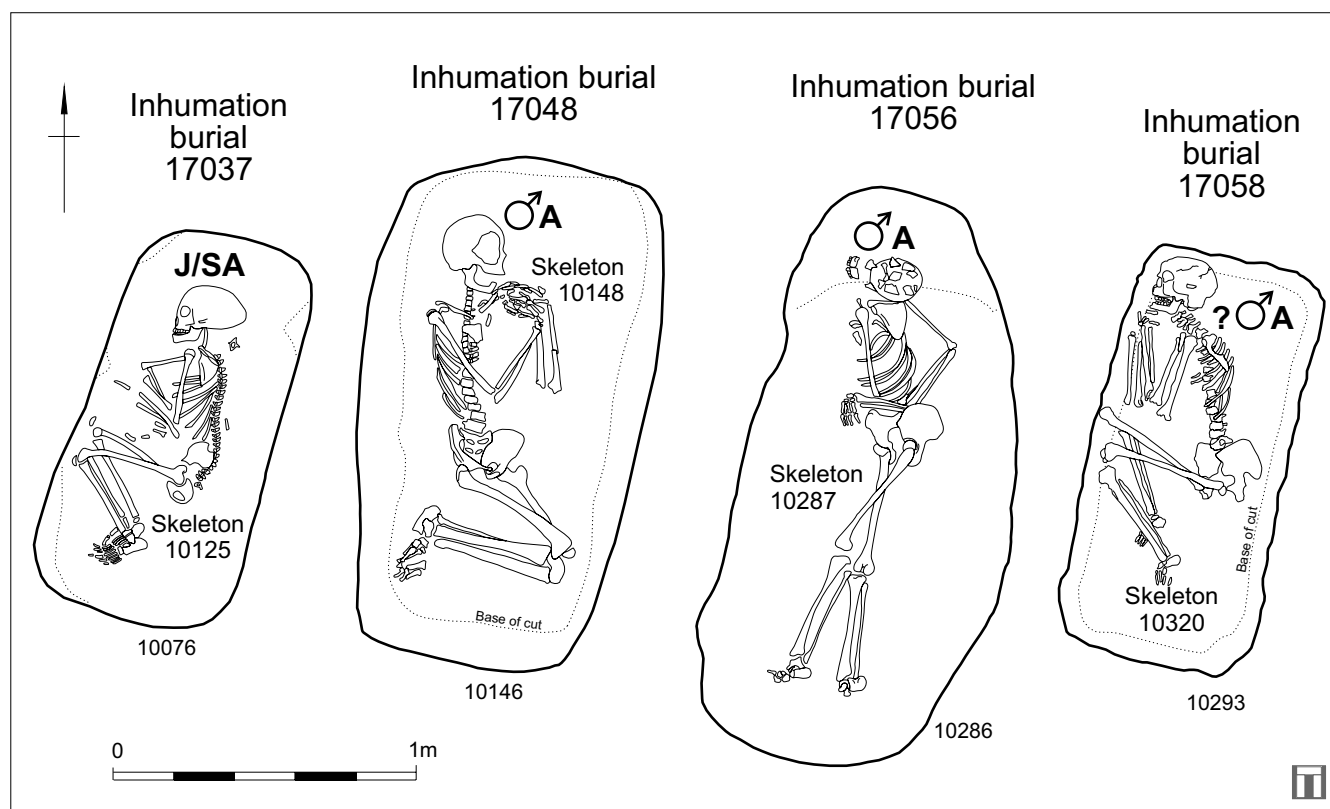 Inhumation
burial
17037
J/SA
Skeleton
10125
10076
Inhumation burial
17048
♂A
Skeleton
10148
Base of cut
10146
Inhumation burial
17056
♂A
Skeleton
10287
10286
Inhumation
burial
17058
?♂A
Base of cut
Skeleton
10320
10293
0 1m